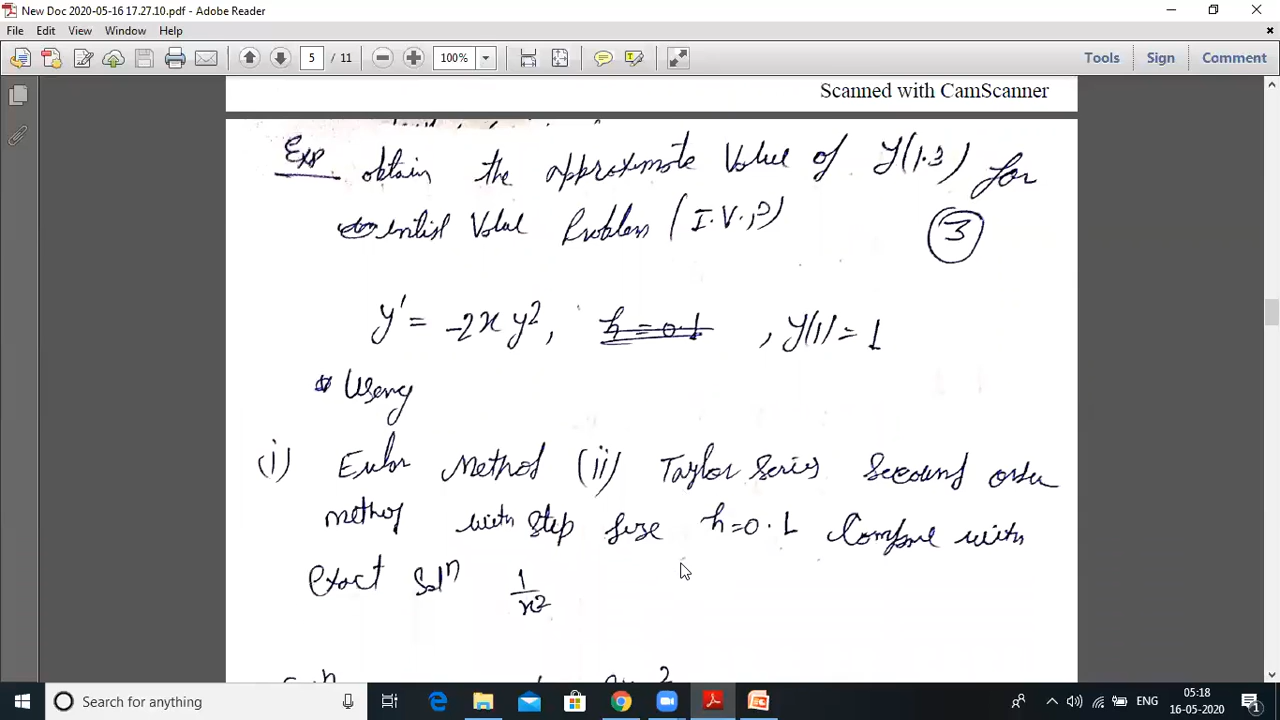 New Doc 2020-05-16 17.27.10.pdf - Adobe Reader
File Edit View Window Help
5 / 11 100% Tools Sign Comment
Scanned with CamScanner
Exp obtain the approximate Value of y(1.3) for
initial Value Problem (I.V.P)
3
y' = -2xy², h=0.1 , y(1) = 1
Using
(i) Euler Method (ii) Taylor Series Second order
method with step size h=0.1 Compare with
exact solⁿ 1/x²
Search for anything
ENG
05:18
16-05-2020